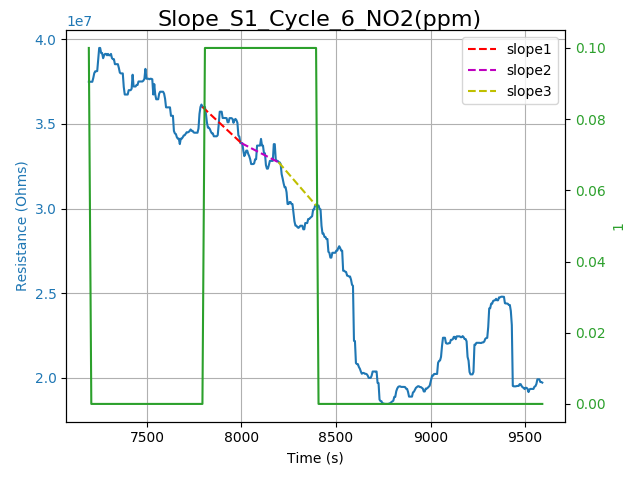 Slope_S1_Cycle_6_NO2(ppm)
1e7
slope1
slope2
slope3
4.0
3.5
3.0
2.5
2.0
Resistance (Ohms)
0.10
0.08
0.06
0.04
0.02
0.00
1
7500
8000
8500
9000
9500
Time (s)